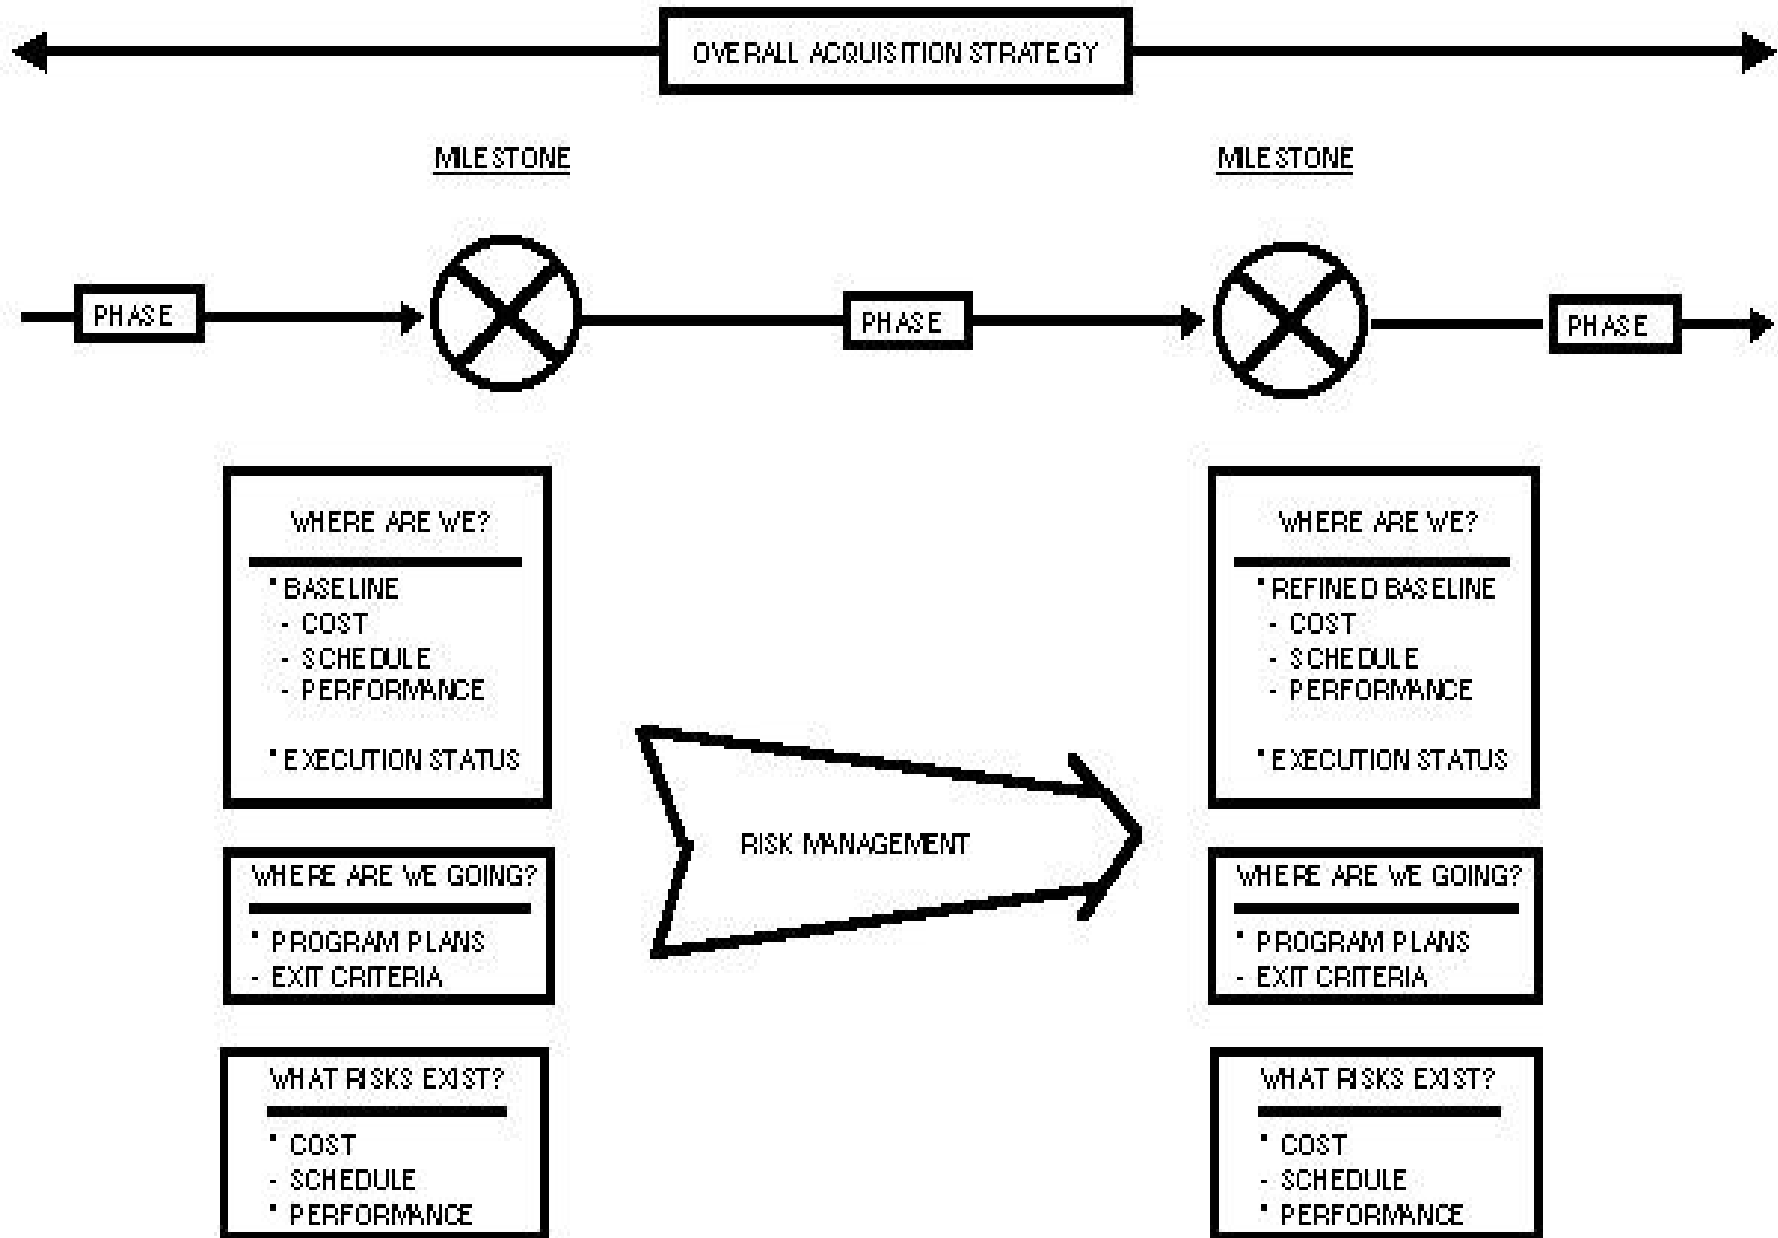 OVERALL ACQUISITION STRATEGY
MILESTONE
MILESTONE
PHASE
PHASE
PHASE
WHERE ARE WE?
* BASELINE
- COST
- SCHEDULE
- PERFORMANCE
* EXECUTION STATUS
WHERE ARE WE GOING?
* PROGRAM PLANS
- EXIT CRITERIA
WHAT RISKS EXIST?
* COST
- SCHEDULE
* PERFORMANCE
RISK MANAGEMENT
WHERE ARE WE?
* REFINED BASELINE
- COST
- SCHEDULE
- PERFORMANCE
* EXECUTION STATUS
WHERE ARE WE GOING?
* PROGRAM PLANS
- EXIT CRITERIA
WHAT RISKS EXIST?
* COST
- SCHEDULE
* PERFORMANCE